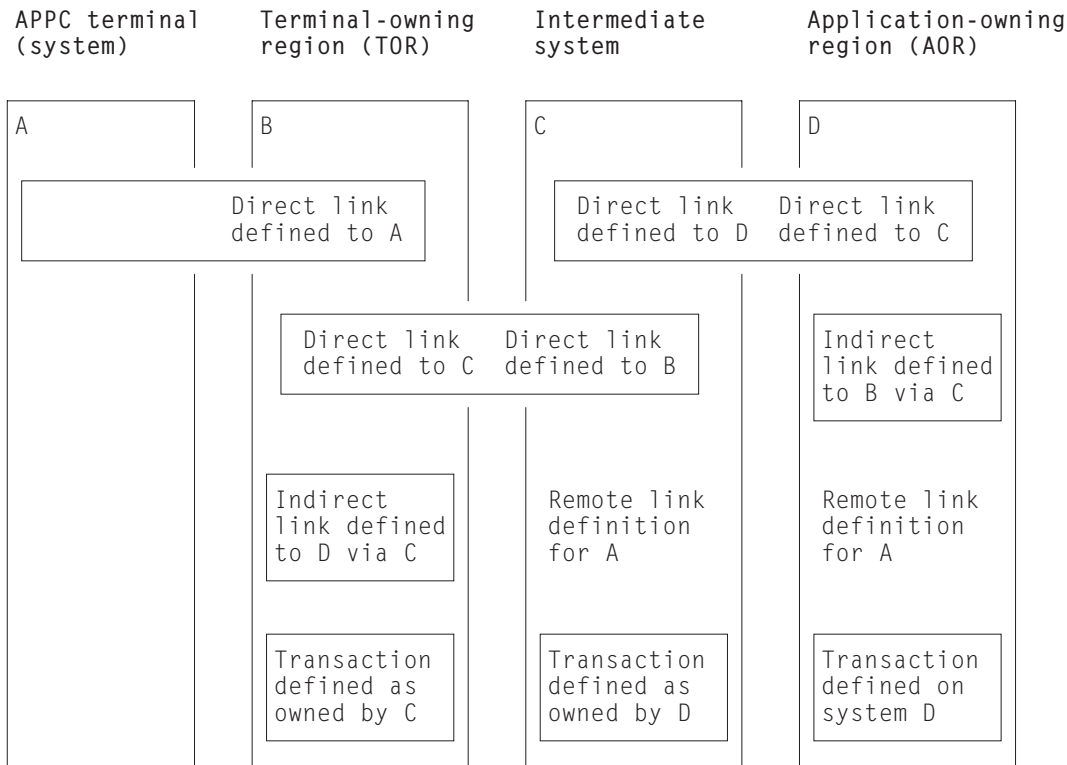 APPC terminal
(system)
Terminal-owning
region (TOR)
Intermediate
system
Application-owning
region (AOR)
A
B
C
D
Direct link
defined to A
Direct link
defined to D
Direct link
defined to C
Direct link
defined to C
Direct link
defined to B
Indirect
link defined
to B via C
Indirect
link defined
to D via C
Remote link
definition
for A
Remote link
definition
for A
Transaction
defined as
owned by C
Transaction
defined as
owned by D
Transaction
defined on
system D